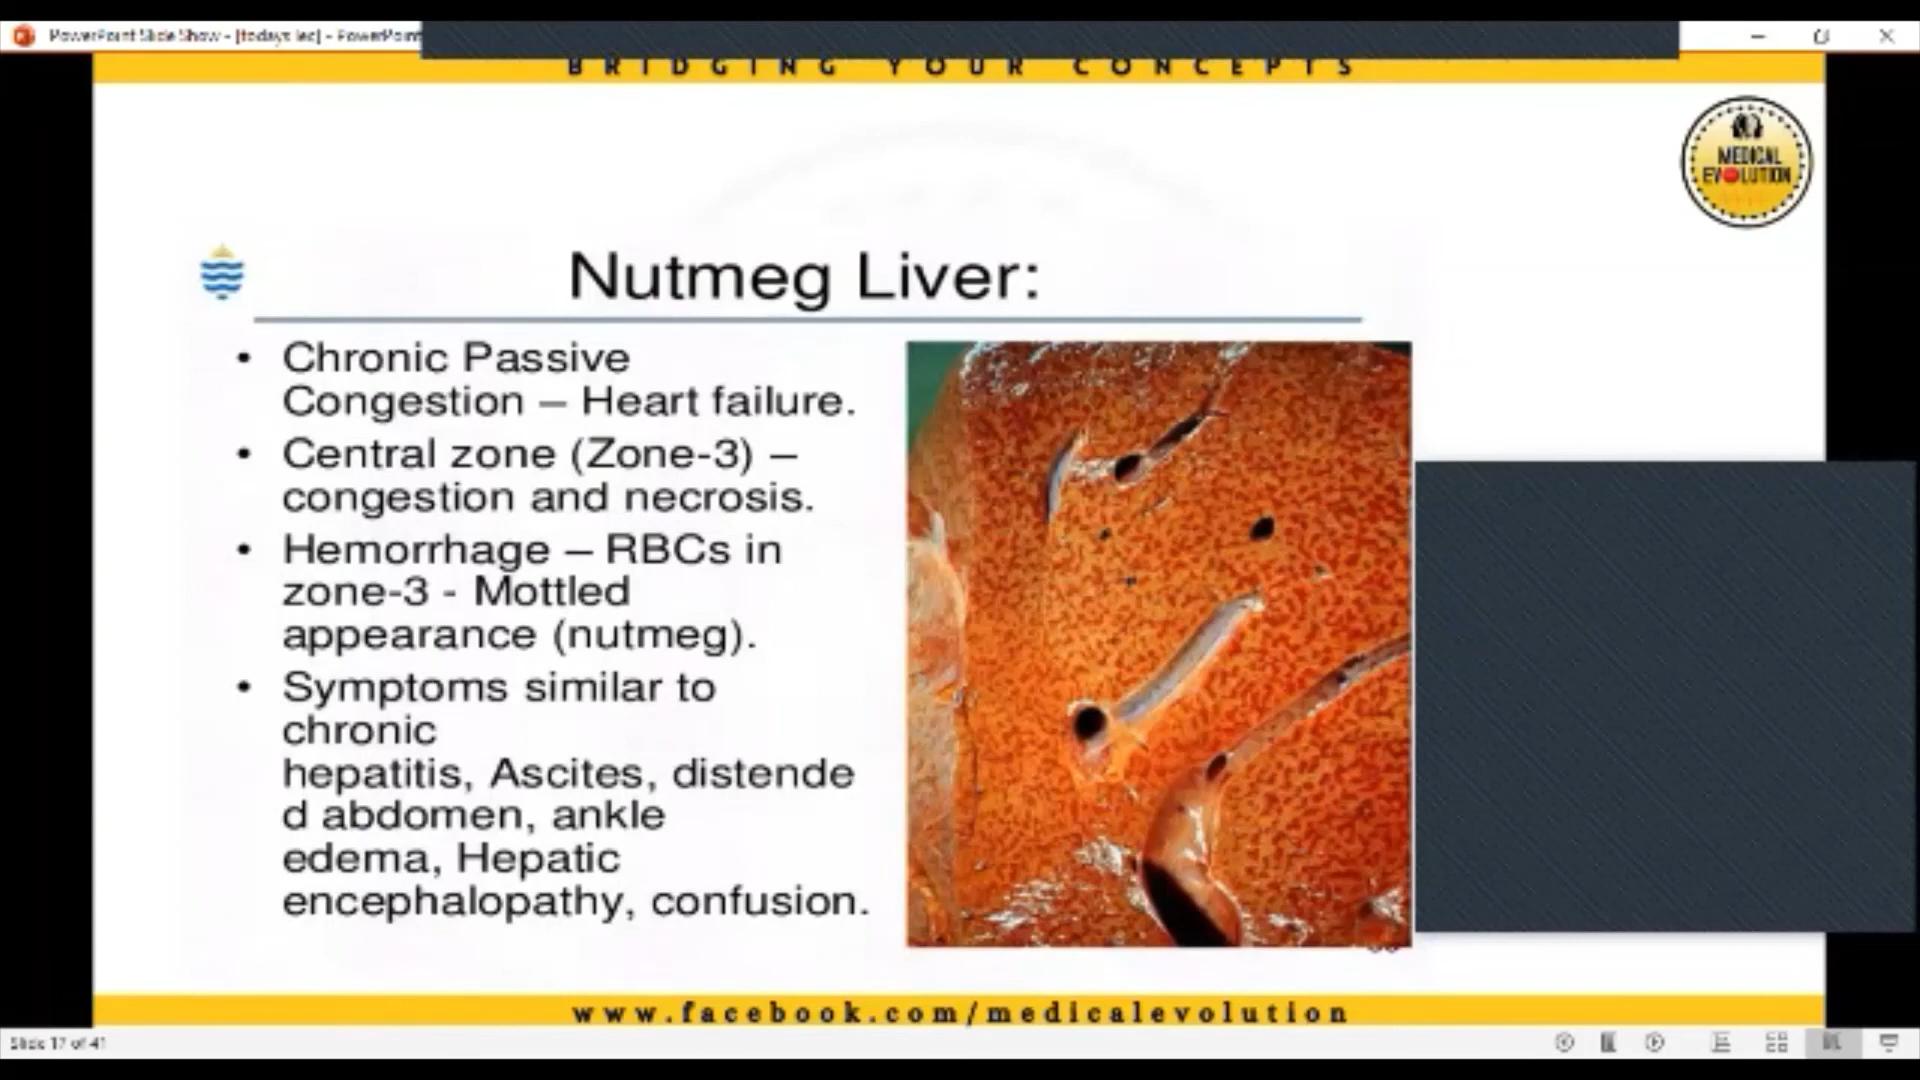 PowerPoint Slide Show - [todays lec] - PowerPoint
BRIDGING YOUR CONCEPTS
MEDICAL
EVOLUTION
Nutmeg Liver:
• Chronic Passive
Congestion – Heart failure.
• Central zone (Zone-3) –
congestion and necrosis.
• Hemorrhage – RBCs in
zone-3 - Mottled
appearance (nutmeg).
• Symptoms similar to
chronic
hepatitis, Ascites, distende
d abdomen, ankle
edema, Hepatic
encephalopathy, confusion.
www.facebook.com/medicalevolution
Slide 17 of 41